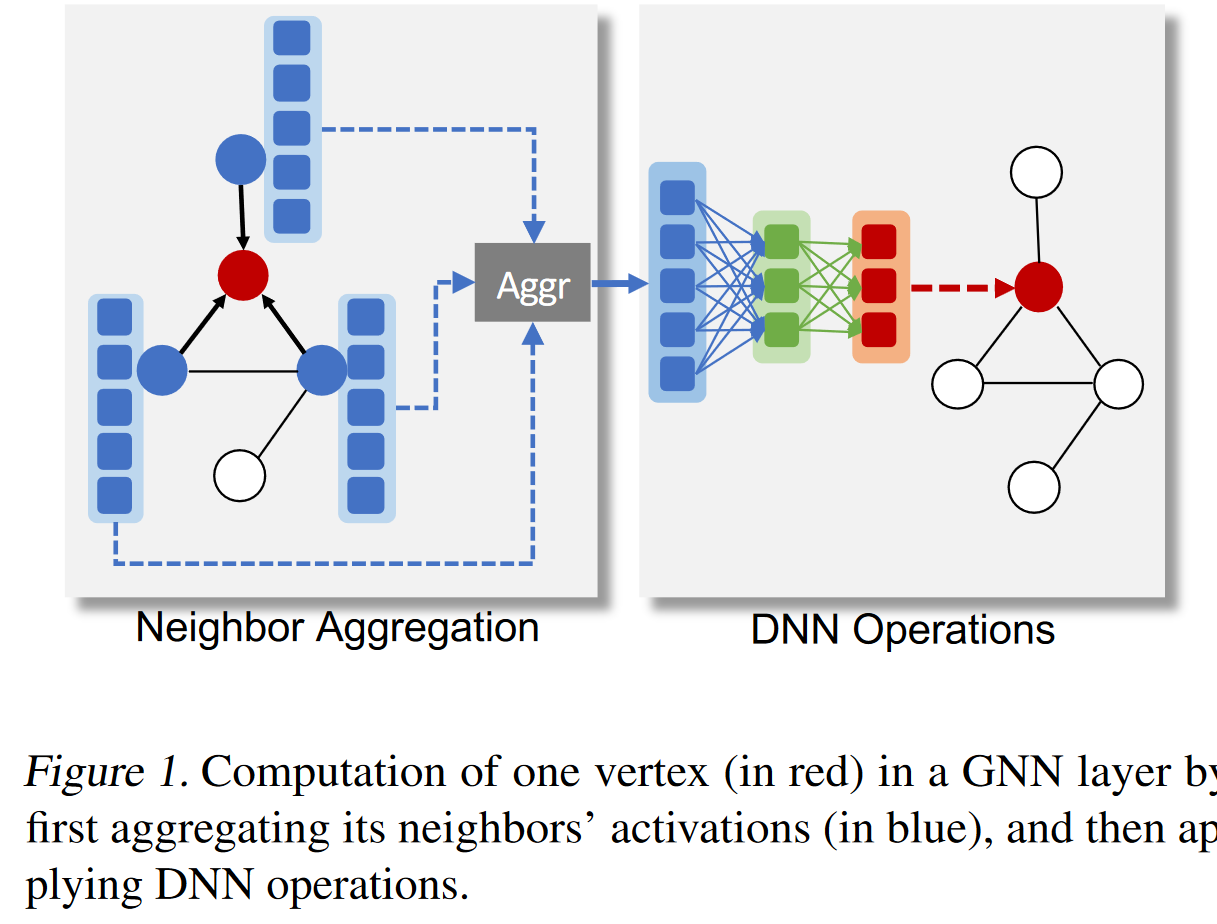 Aggr
Neighbor Aggregation
DNN Operations
Figure 1. Computation of one vertex (in red) in a GNN layer by
first aggregating its neighbors’ activations (in blue), and then ap-
plying DNN operations.